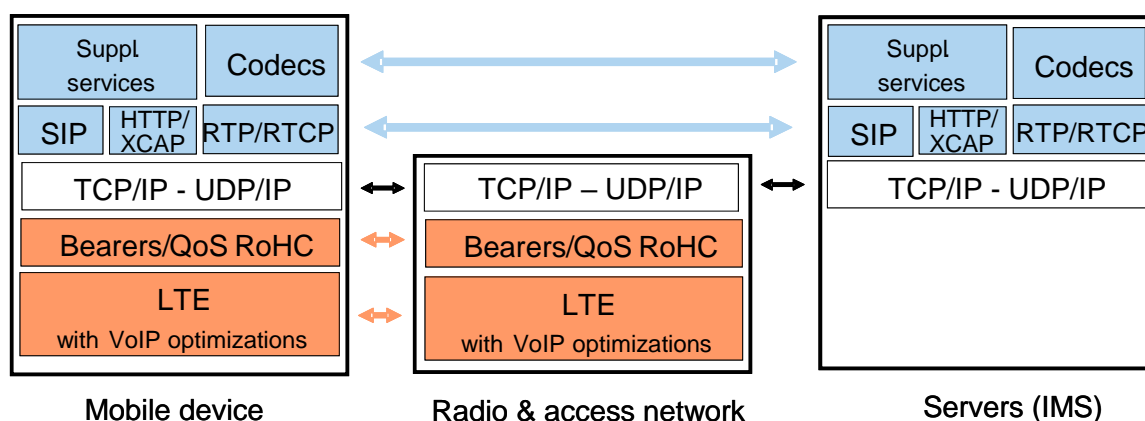 Suppl.
services
Codecs
SIP
HTTP/
XCAP
RTP/RTCP
TCP/IP - UDP/IP
Bearers/QoS RoHC
LTE
with VoIP optimizations
Mobile device
TCP/IP – UDP/IP
Bearers/QoS RoHC
LTE
with VoIP optimizations
Radio & access network
Suppl.
services
Codecs
SIP
HTTP/
XCAP
RTP/RTCP
TCP/IP - UDP/IP
Servers (IMS)